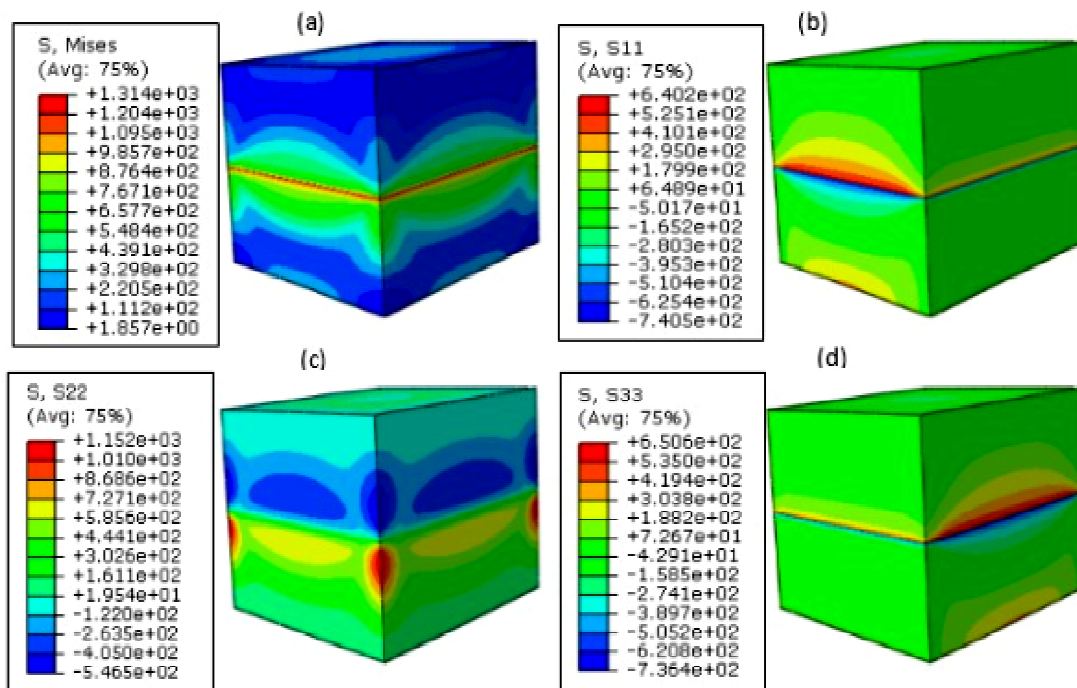 (a)
S, Mises
(Avg: 75%)
+1.314e+03
+1.204e+03
+1.095e+03
+9.857e+02
+8.764e+02
+7.671e+02
+6.577e+02
+5.484e+02
+4.391e+02
+3.298e+02
+2.205e+02
+1.112e+02
+1.857e+00
(b)
S, S11
(Avg: 75%)
+6.402e+02
+5.251e+02
+4.101e+02
+2.950e+02
+1.799e+02
+6.489e+01
-5.017e+01
-1.652e+02
-2.803e+02
-3.953e+02
-5.104e+02
-6.254e+02
-7.405e+02
(c)
S, S22
(Avg: 75%)
+1.152e+03
+1.010e+03
+8.686e+02
+7.271e+02
+5.856e+02
+4.441e+02
+3.026e+02
+1.611e+02
+1.954e+01
-1.220e+02
-2.635e+02
-4.050e+02
-5.465e+02
(d)
S, S33
(Avg: 75%)
+6.506e+02
+5.350e+02
+4.194e+02
+3.038e+02
+1.882e+02
+7.267e+01
-4.291e+01
-1.585e+02
-2.741e+02
-3.897e+02
-5.052e+02
-6.208e+02
-7.364e+02